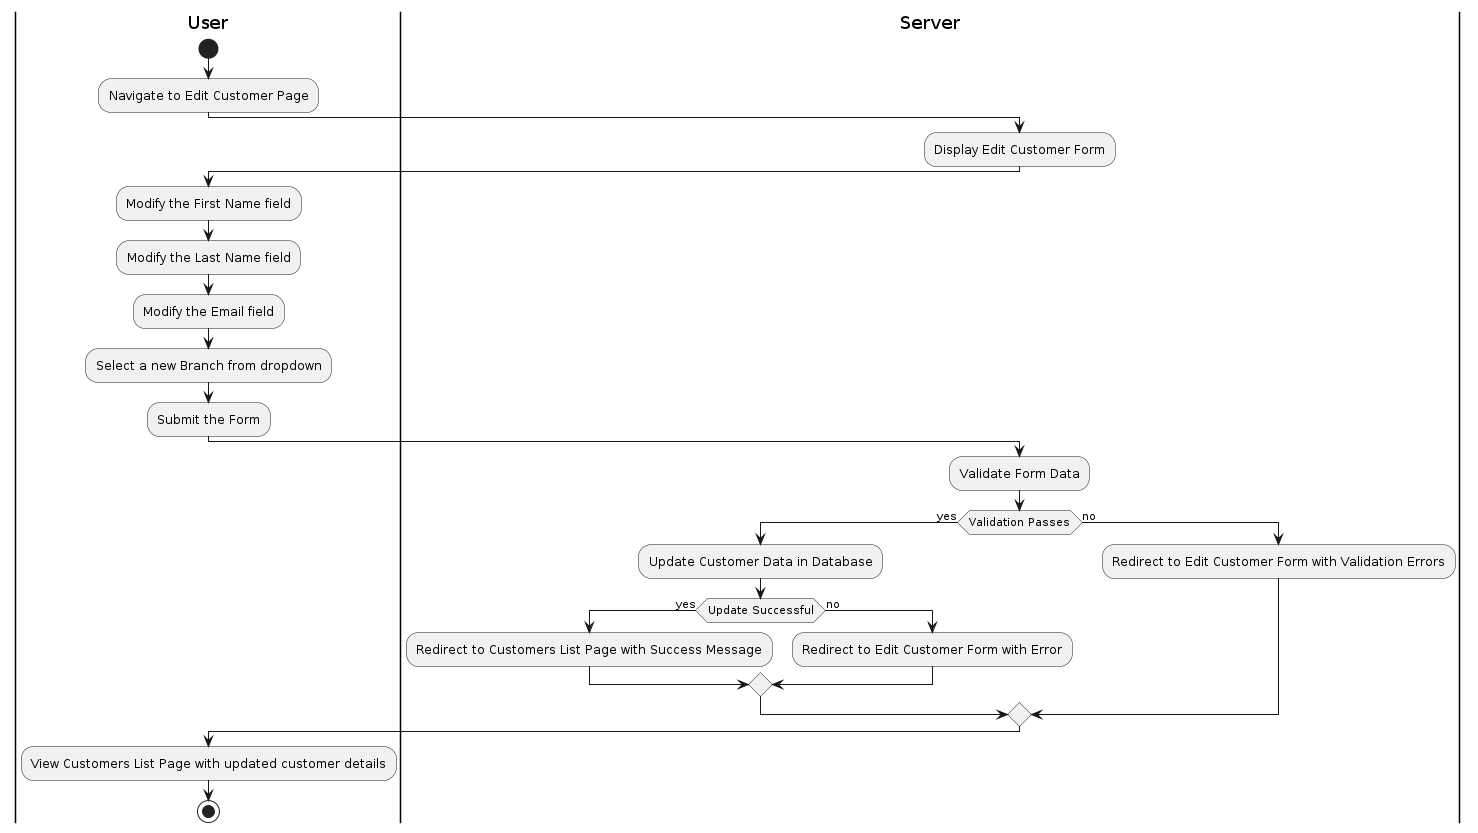 User
Server
Navigate to Edit Customer Page
Display Edit Customer Form
Modify the First Name field
Modify the Last Name field
Modify the Email field
Select a new Branch from dropdown
Submit the Form
Validate Form Data
yes
Validation Passes
no
Update Customer Data in Database
Redirect to Edit Customer Form with Validation Errors
yes
Update Successful
no
Redirect to Customers List Page with Success Message
Redirect to Edit Customer Form with Error
View Customers List Page with updated customer details